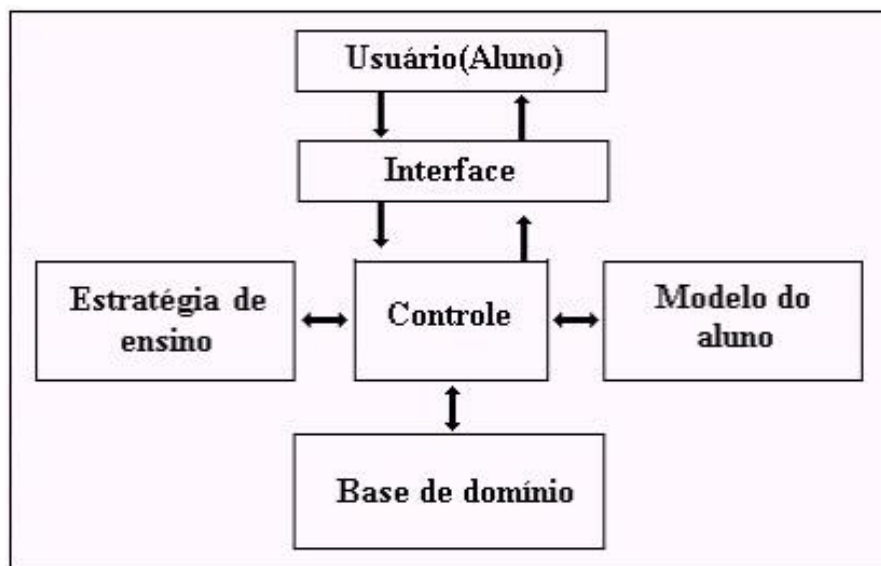 Usuário(Aluno)
Interface
Estratégia de
ensino
Controle
Modelo do
aluno
Base de domínio